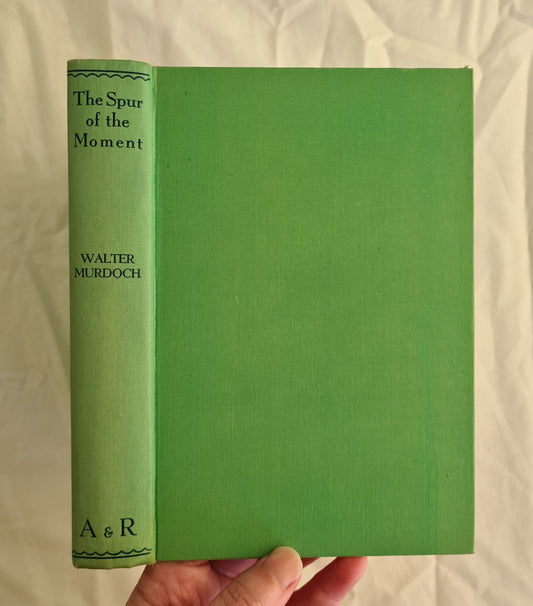 The Spur
of the
Moment
WALTER
MURDOCH
A & R